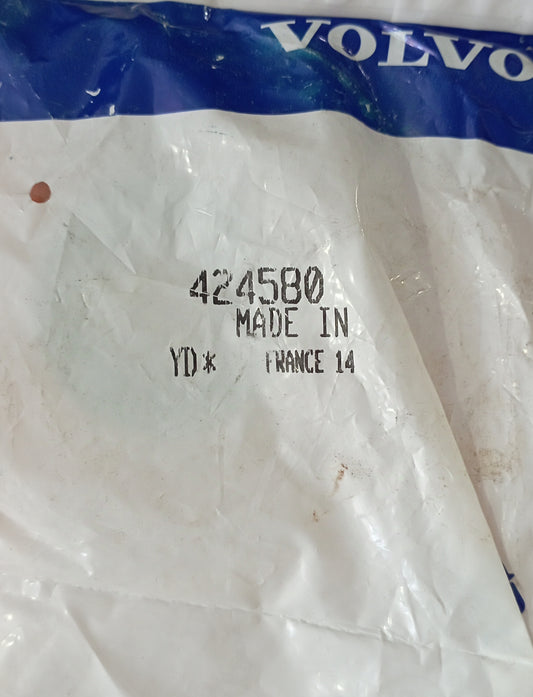 VOLVO
424580
MADE IN
YD* FRANCE 14